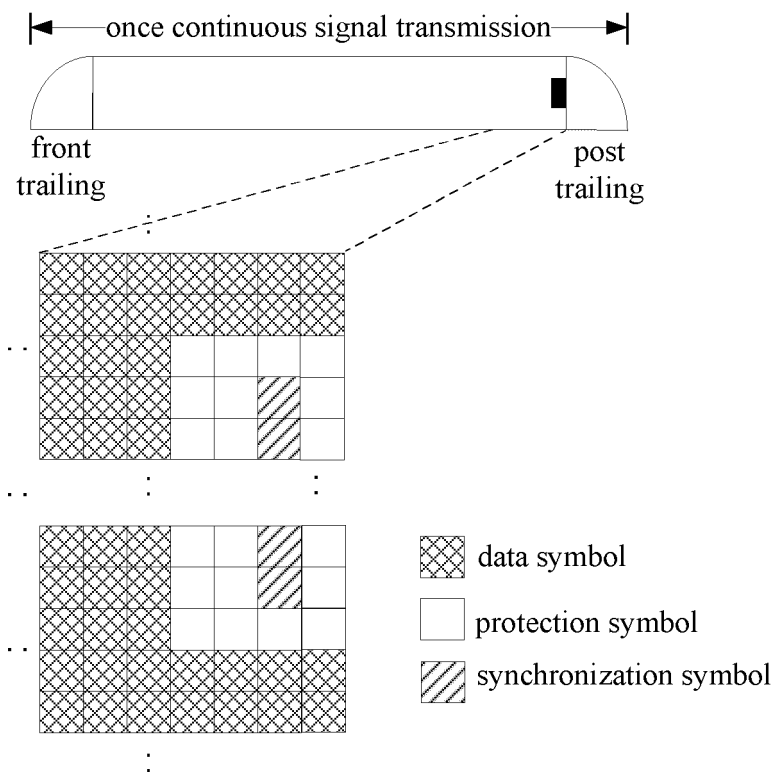 once continuous signal transmission
front
trailing
post
trailing
data symbol
protection symbol
synchronization symbol